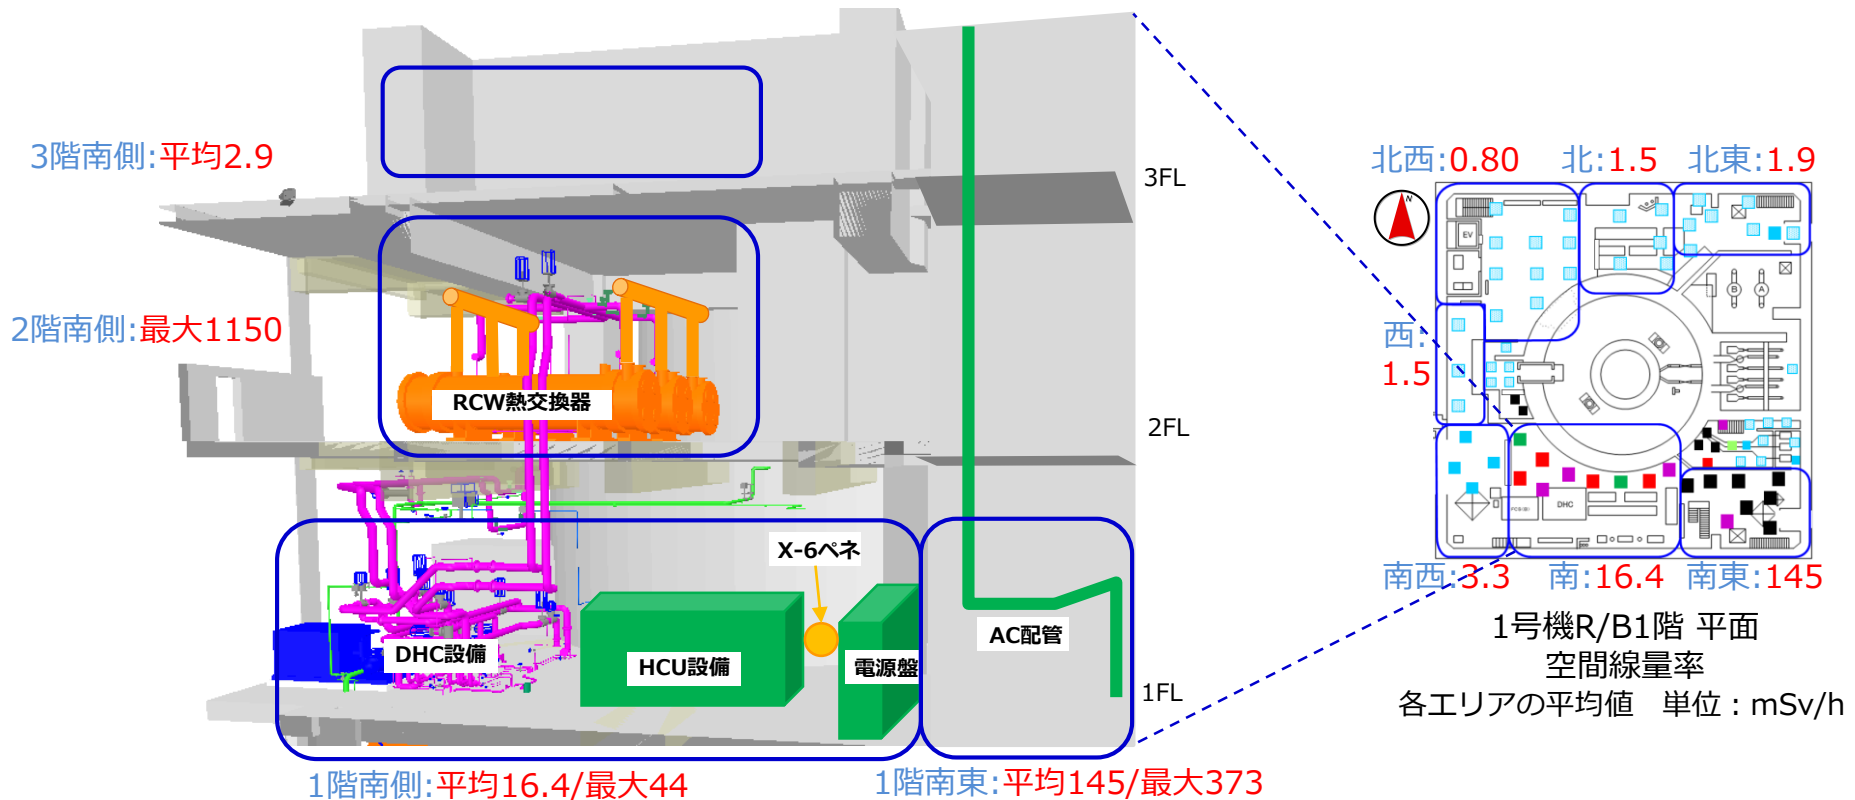 3階南側:平均2.9
3FL
2階南側:最大1150
RCW熱交換器
2FL
X-6ペネ
DHC設備
HCU設備
電源盤
AC配管
1FL
1階南側:平均16.4/最大44
1階南東:平均145/最大373
北西:0.80
北:1.5
北東:1.9
N
EV
B
A
西:
1.5
DHC
南西:3.3
南:16.4
南東:145
1号機R/B1階 平面
空間線量率
各エリアの平均値 単位：mSv/h